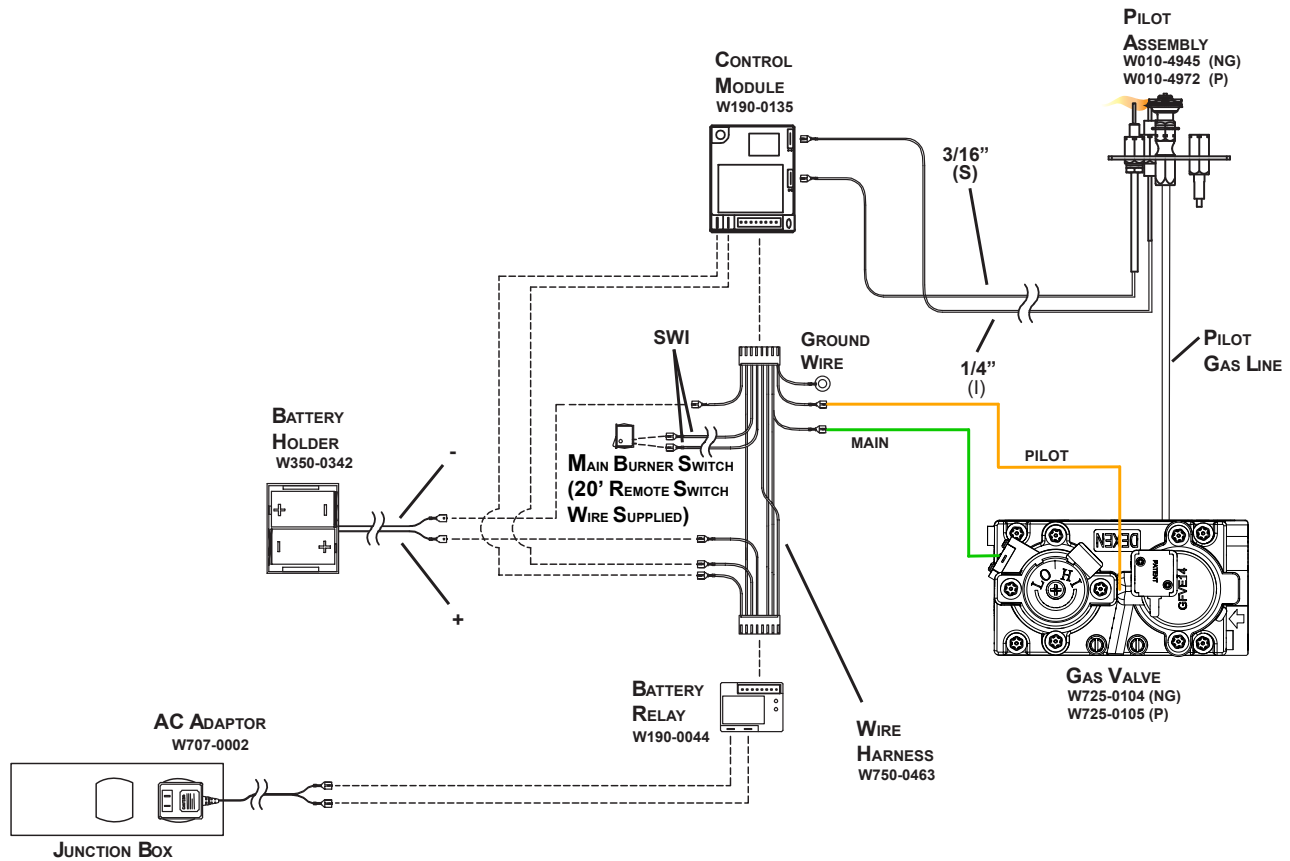 Pilot
Assembly
W010-4945 (NG)
W010-4972 (P)
Control
Module
W190-0135
3/16”
(S)
SWI
Ground
Wire
1/4”
(I)
Pilot
Gas Line
Battery
Holder
W350-0342
-
+
-
-
+
+
Main Burner Switch
(20’ Remote Switch
Wire Supplied)
MAIN
PILOT
DEXEN
LO HI
PATENT
GFVE14
Gas Valve
W725-0104 (NG)
W725-0105 (P)
Battery
Relay
W190-0044
Wire
Harness
W750-0463
AC Adaptor
W707-0002
Junction Box